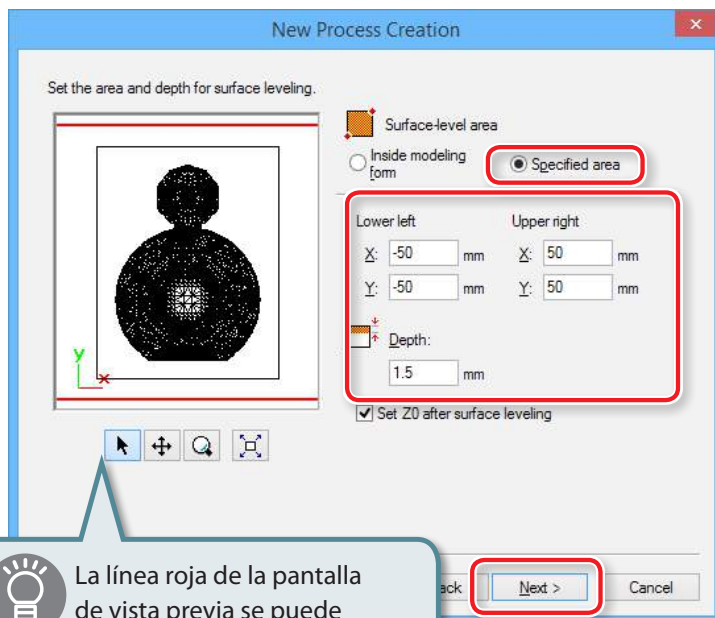 New Process Creation
Set the area and depth for surface leveling.
Surface-level area
Inside modeling form
Specified area
Lower left
Upper right
X: -50 mm
X: 50 mm
Y: -50 mm
Y: 50 mm
Depth:
1.5 mm
Set Z0 after surface leveling
y
x
La línea roja de la pantalla
de vista previa se puede
Next >
Cancel